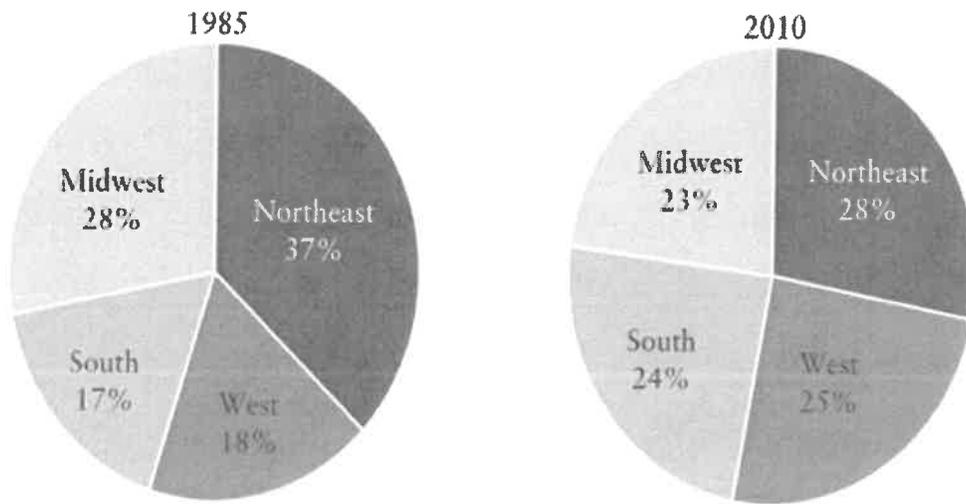 1985
Midwest
28%
Northeast
37%
South
17%
West
18%
2010
Midwest
23%
Northeast
28%
South
24%
West
25%